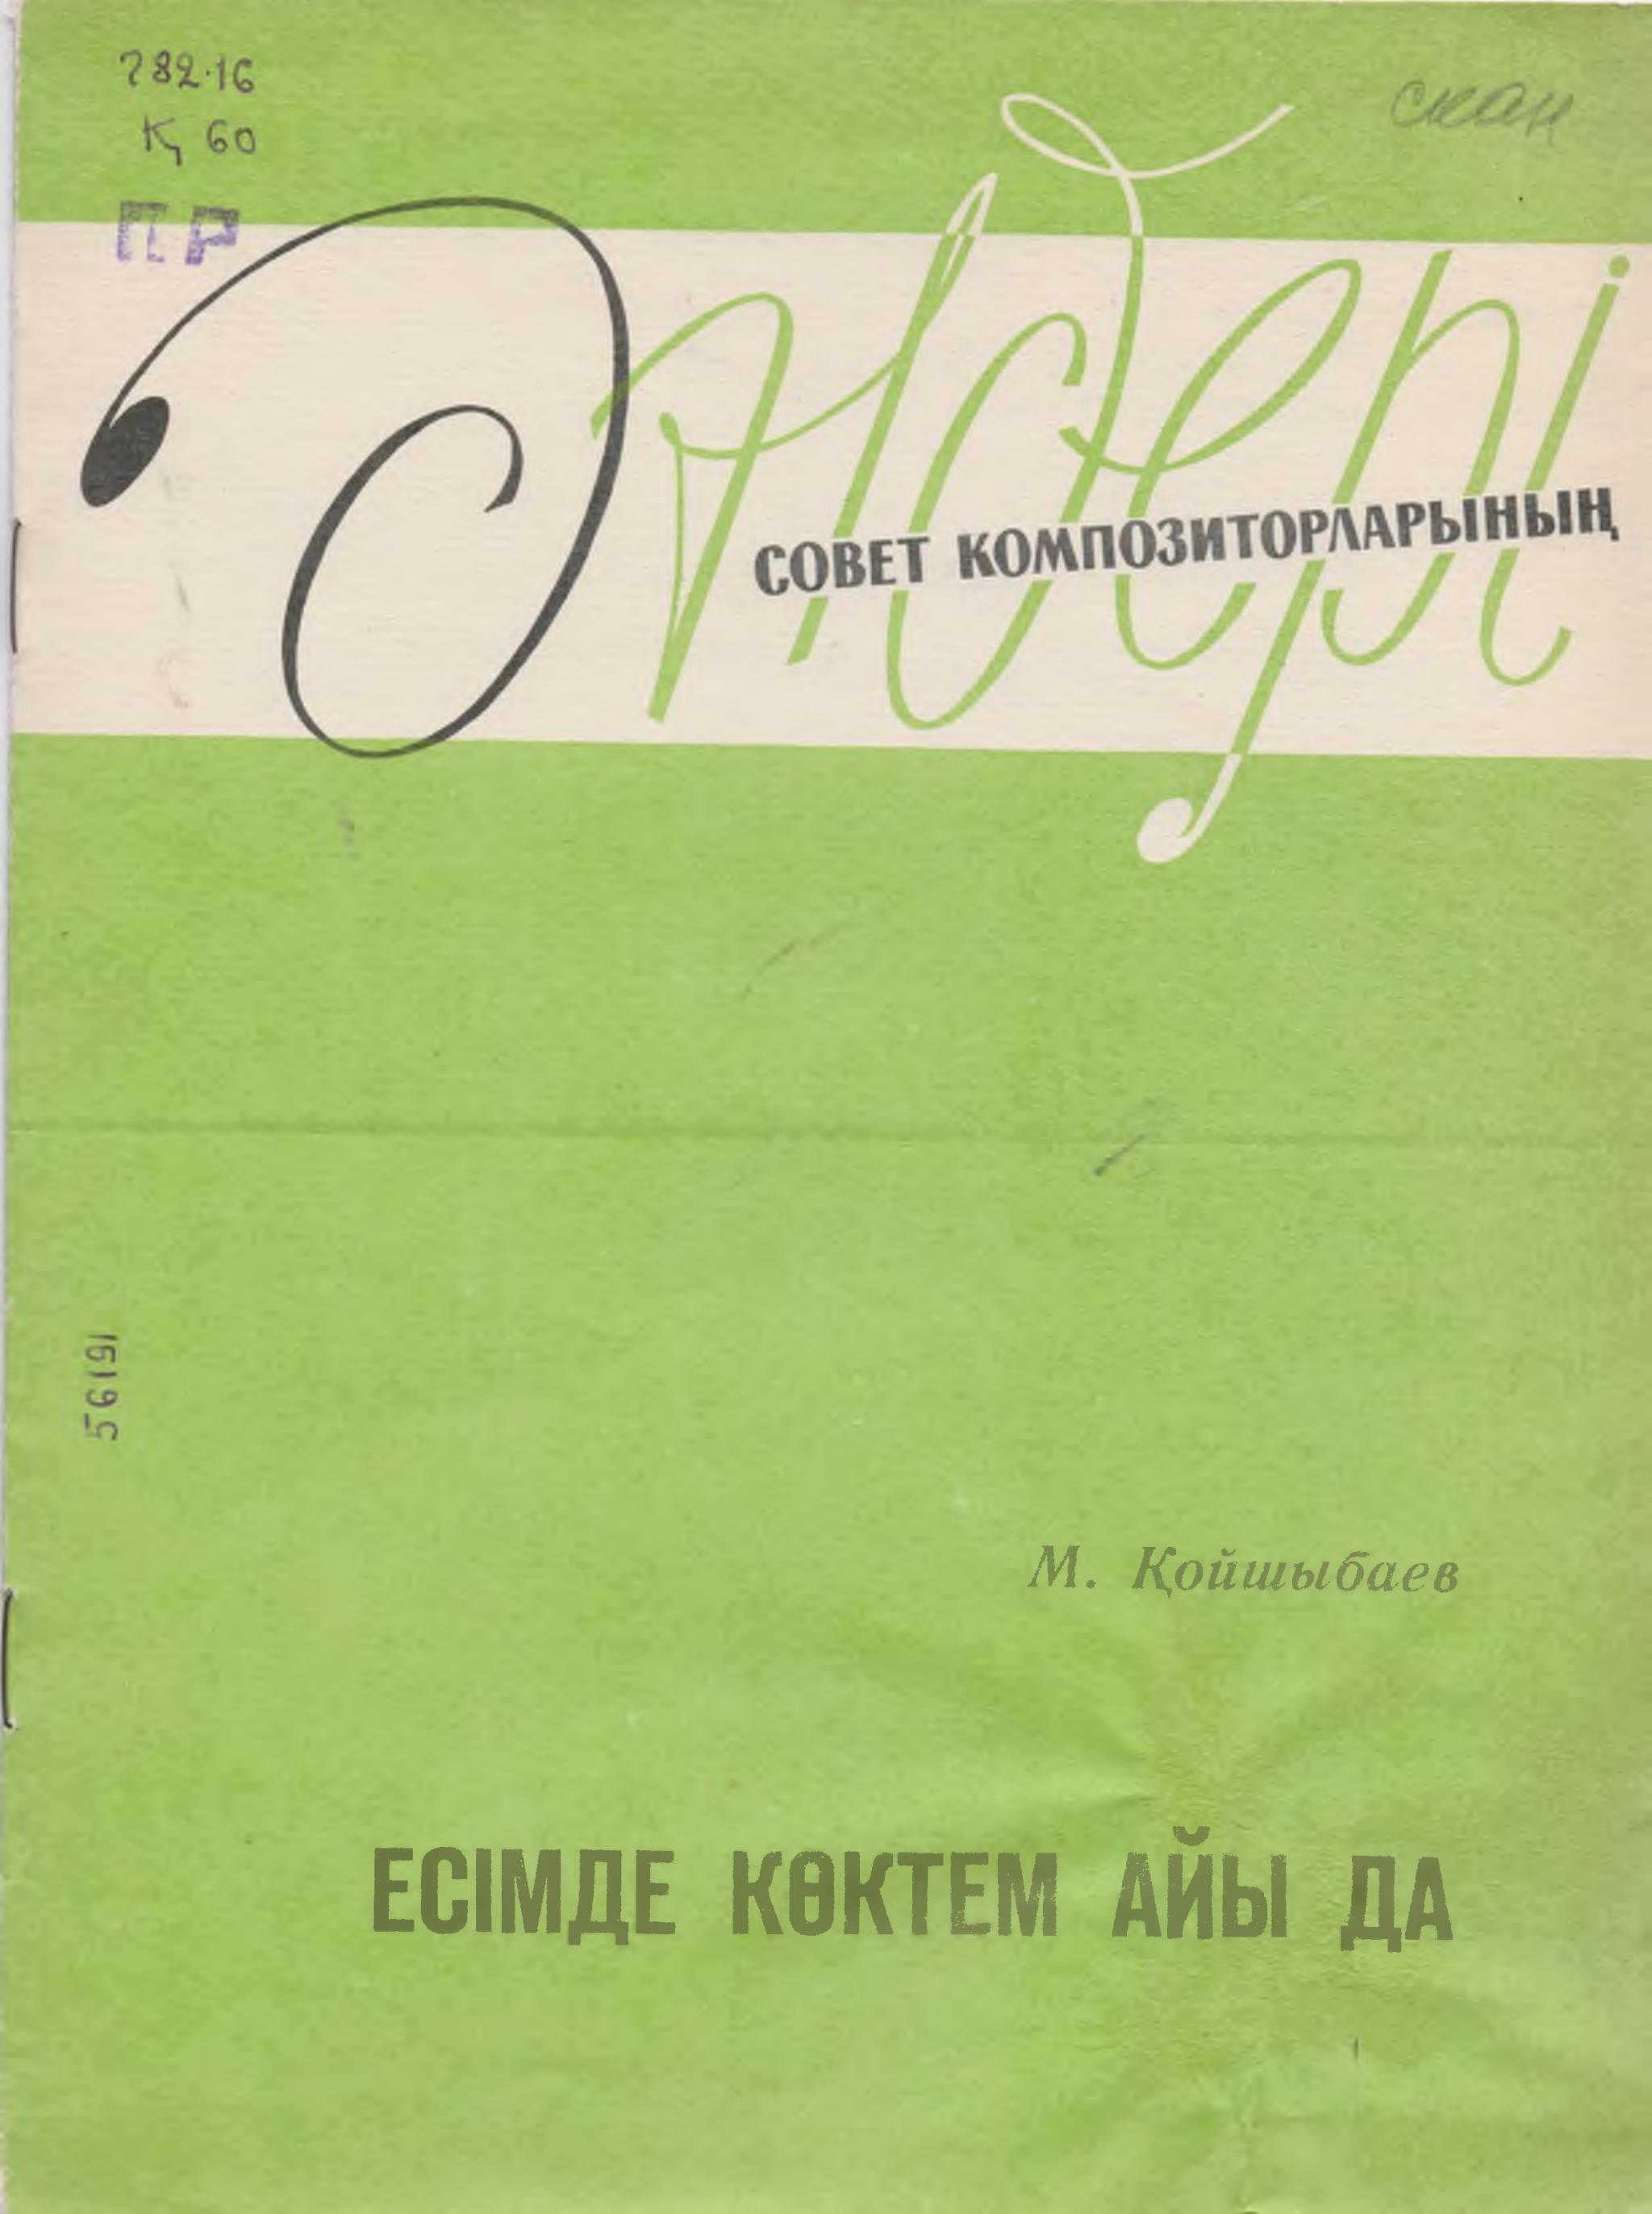 782.16
Қ 60
скан
ПР
Әндері
СОВЕТ КОМПОЗИТОРЛАРЫНЫҢ
56191
М. Қойшыбаев
ЕСІМДЕ КӨКТЕМ АЙЫ ДА